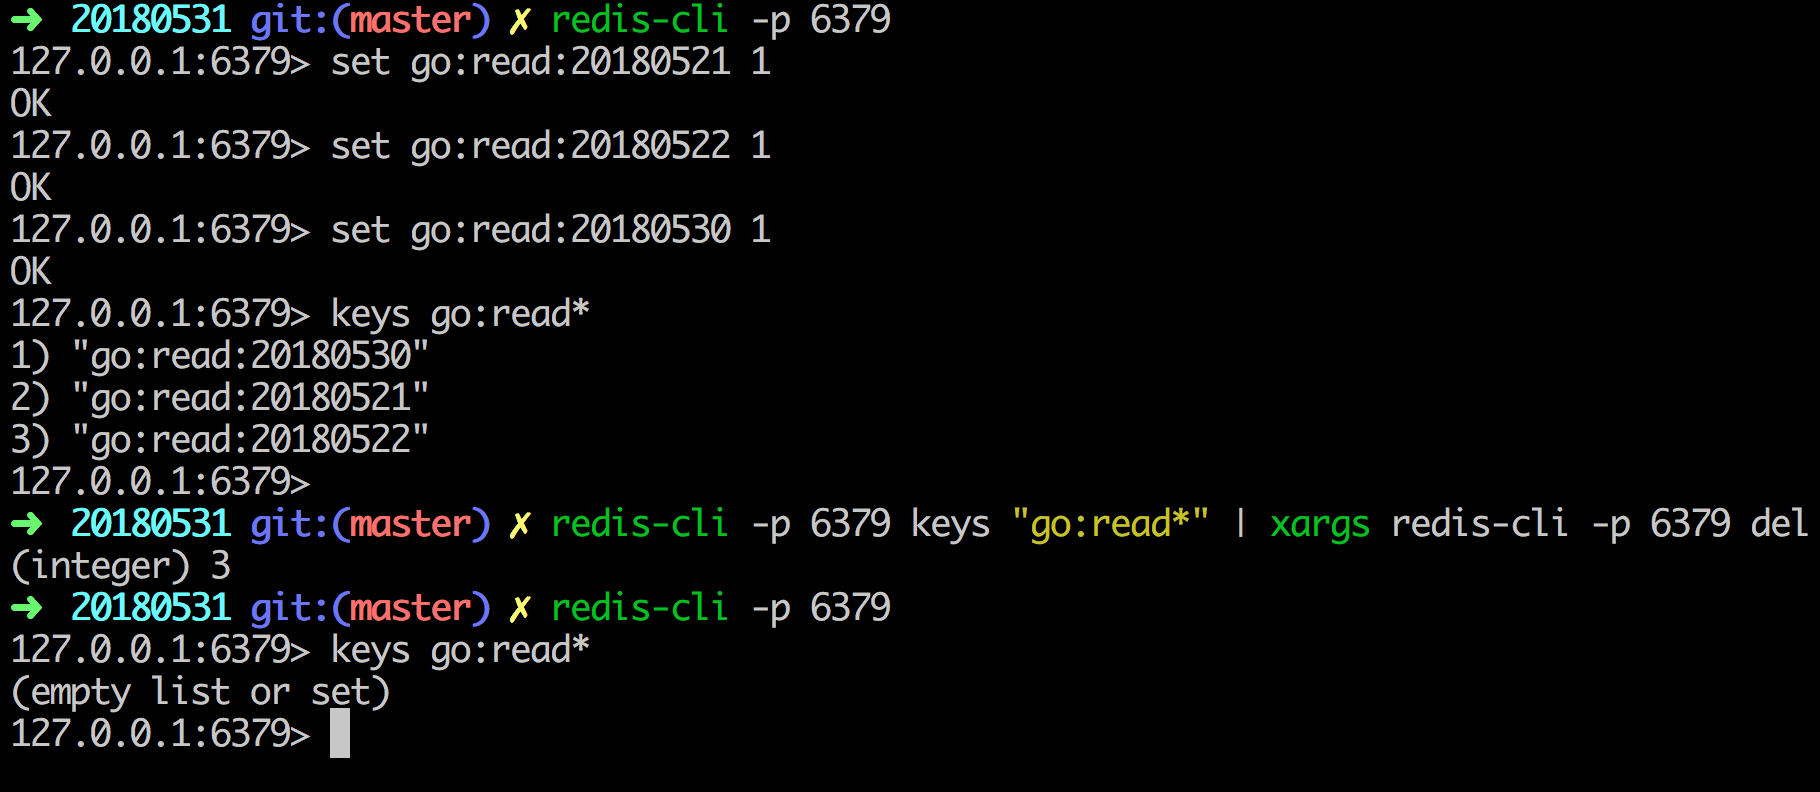 ➜ 20180531 git:(master) ✗ redis-cli -p 6379
127.0.0.1:6379> set go:read:20180521 1
OK
127.0.0.1:6379> set go:read:20180522 1
OK
127.0.0.1:6379> set go:read:20180530 1
OK
127.0.0.1:6379> keys go:read*
1) "go:read:20180530"
2) "go:read:20180521"
3) "go:read:20180522"
127.0.0.1:6379>
➜ 20180531 git:(master) ✗ redis-cli -p 6379 keys "go:read*" | xargs redis-cli -p 6379 del
(integer) 3
➜ 20180531 git:(master) ✗ redis-cli -p 6379
127.0.0.1:6379> keys go:read*
(empty list or set)
127.0.0.1:6379>